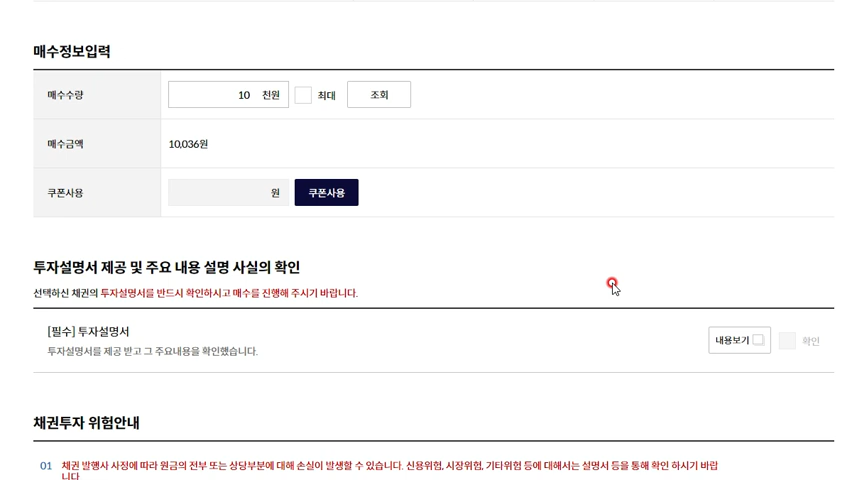 매수정보입력
매수수량 10 천원 최대 조회
매수금액 10,036원
쿠폰사용 원 쿠폰사용
투자설명서 제공 및 주요 내용 설명 사실의 확인
선택하신 채권의 투자설명서를 반드시 확인하시고 매수를 진행해 주시기 바랍니다.
[필수] 투자설명서
투자설명서를 제공 받고 그 주요내용을 확인했습니다.
내용보기 확인
채권투자 위험안내
01 채권 발행사 사정에 따라 원금의 전부 또는 상당부분에 대해 손실이 발생할 수 있습니다. 신용위험, 시장위험, 기타위험 등에 대해서는 설명서 등을 통해 확인 하시기 바랍
니다